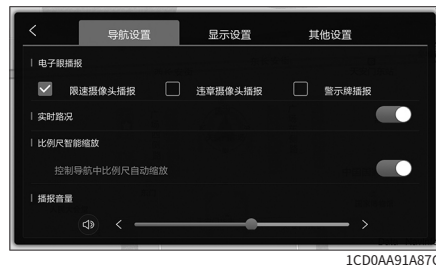 导航设置 显示设置 其他设置
电子眼播报
限速摄像头播报 违章摄像头播报 警示牌播报
实时路况
比例尺智能缩放
控制导航中比例尺自动缩放
播报音量
1CD0AA91A87C